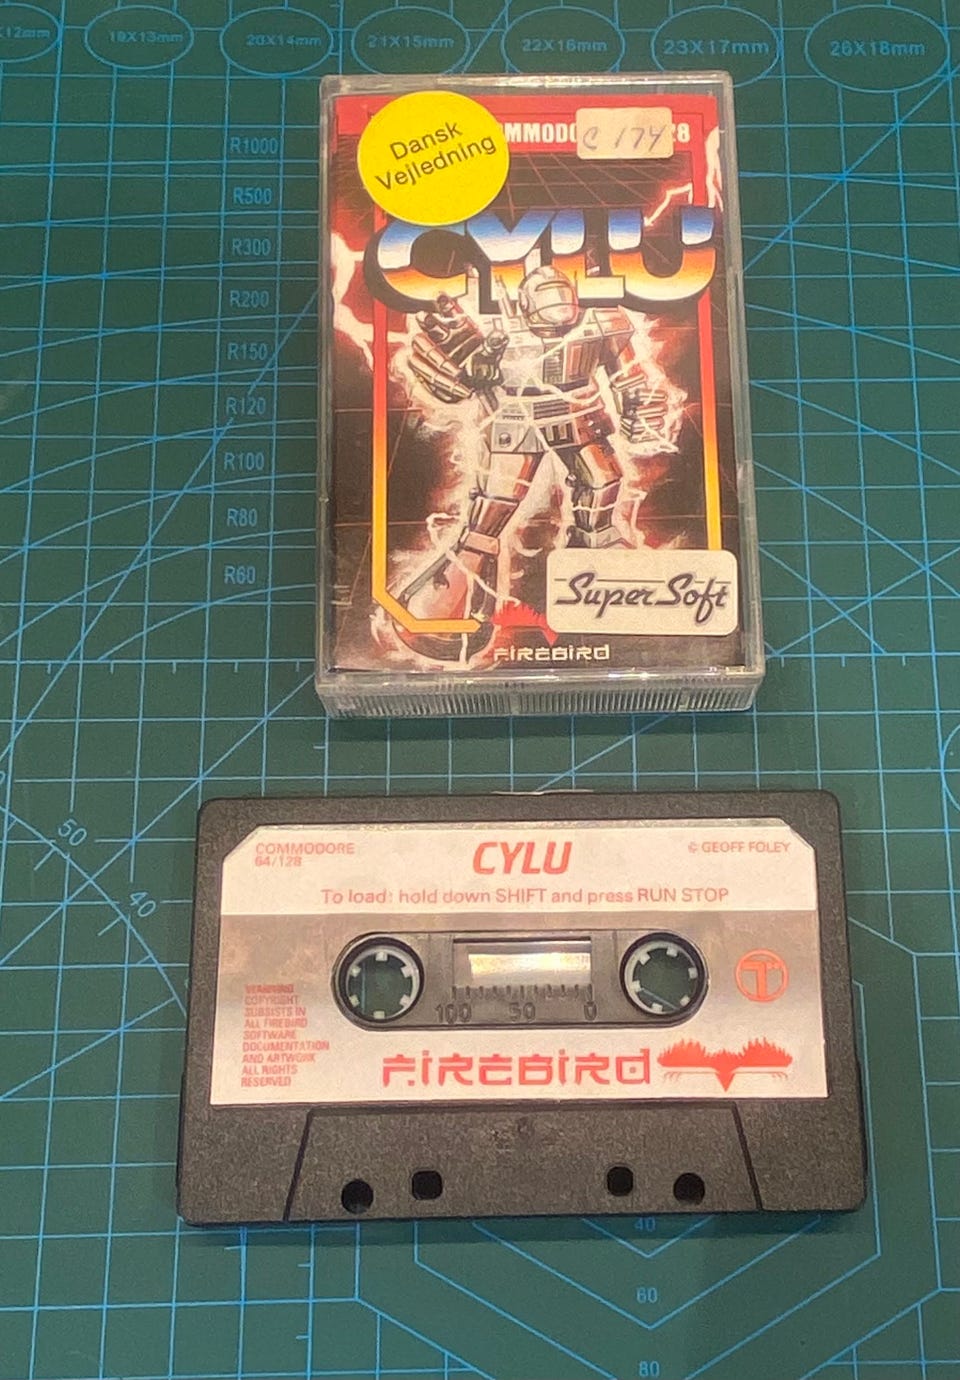 19X13mm
20X14mm
21X15mm
22X16mm
23X17mm
26X18mm
R1000
R500
R300
R200
R150
R120
R100
R80
R60
Dansk
Vejledning
C 174
CYLU
SuperSoft
FIREBIRD
50
40
COMMODORE
64/128
CYLU
© GEOFF FOLEY
To load: hold down SHIFT and press RUN STOP
100 50 0
WARNING
COPYRIGHT
SUBSISTS IN
ALL FIREBIRD
SOFTWARE
DOCUMENTATION
AND ARTWORK
ALL RIGHTS
RESERVED
FIREBIRD
40
60
80